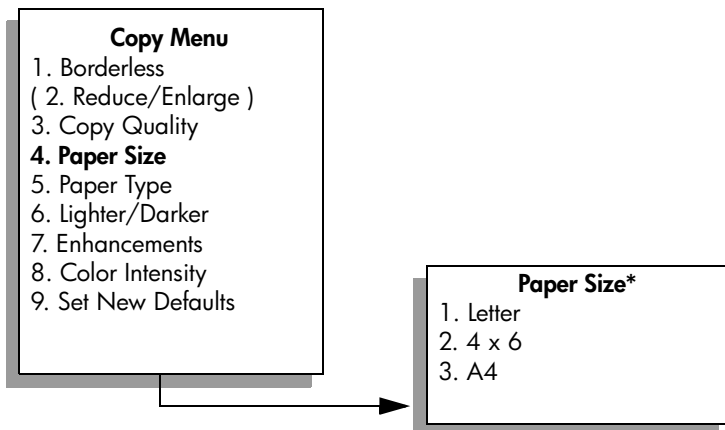 Copy Menu
1. Borderless
( 2. Reduce/Enlarge )
3. Copy Quality
4. Paper Size
5. Paper Type
6. Lighter/Darker
7. Enhancements
8. Color Intensity
9. Set New Defaults
Paper Size*
1. Letter
2. 4 x 6
3. A4